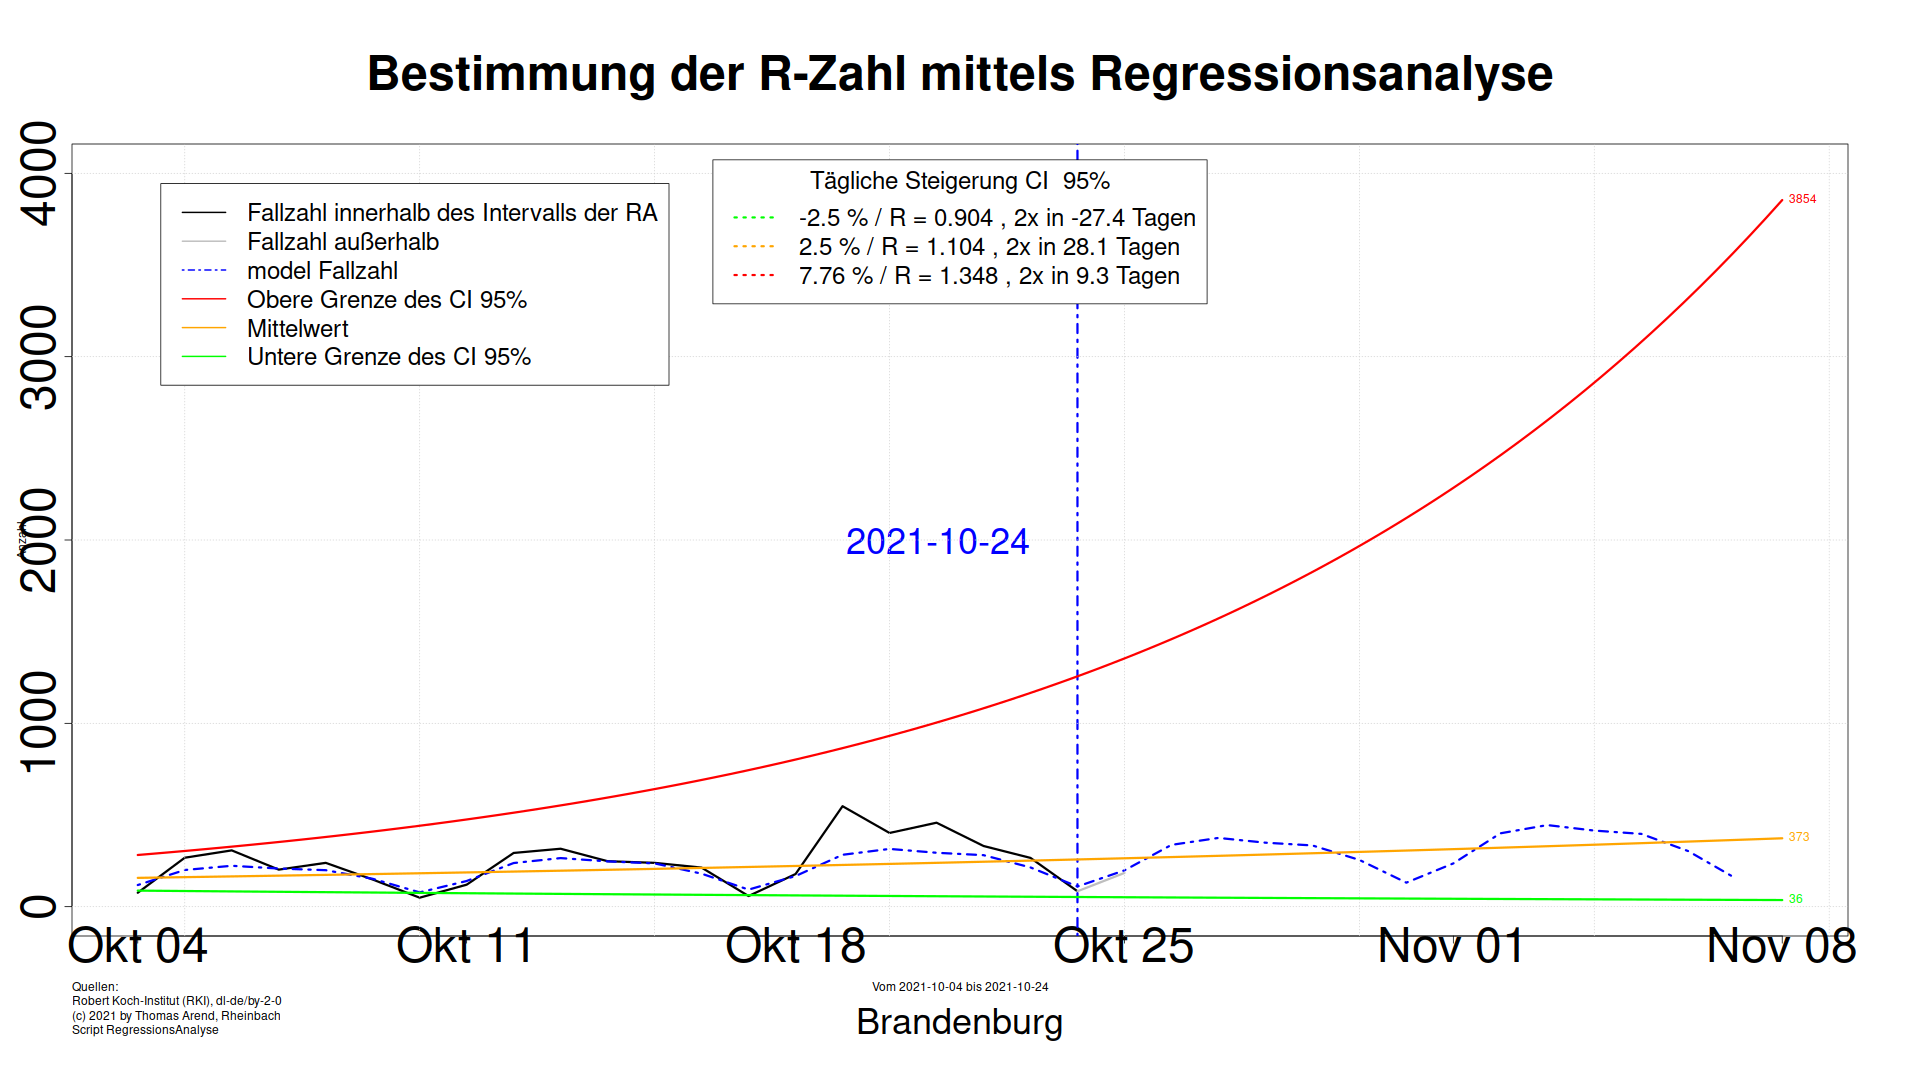 Bestimmung der R-Zahl mittels Regressionsanalyse
Anzahl
4000
3000
2000
1000
0
Fallzahl innerhalb des Intervalls der RA
Fallzahl außerhalb
model Fallzahl
Obere Grenze des CI 95%
Mittelwert
Untere Grenze des CI 95%
Tägliche Steigerung CI 95%
-2.5 % / R = 0.904 , 2x in -27.4 Tagen
2.5 % / R = 1.104 , 2x in 28.1 Tagen
7.76 % / R = 1.348 , 2x in 9.3 Tagen
3854
2021-10-24
373
36
Okt 04 Okt 11 Okt 18 Okt 25 Nov 01 Nov 08
Quellen:
Robert Koch-Institut (RKI), dl-de/by-2-0
(c) 2021 by Thomas Arend, Rheinbach
Script RegressionsAnalyse
Vom 2021-10-04 bis 2021-10-24
Brandenburg